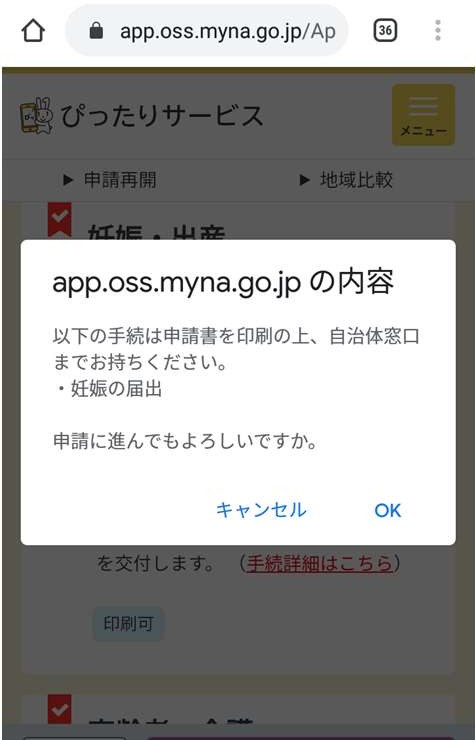 app.oss.myna.go.jp/Ap
36
ぴったりサービス
メニュー
▶ 申請再開
▶ 地域比較
妊娠・出産
app.oss.myna.go.jp の内容
以下の手続は申請書を印刷の上、自治体窓口
までお持ちください。
・妊娠の届出
申請に進んでもよろしいですか。
キャンセル
OK
を交付します。 （手続詳細はこちら）
印刷可
高齢者・介護